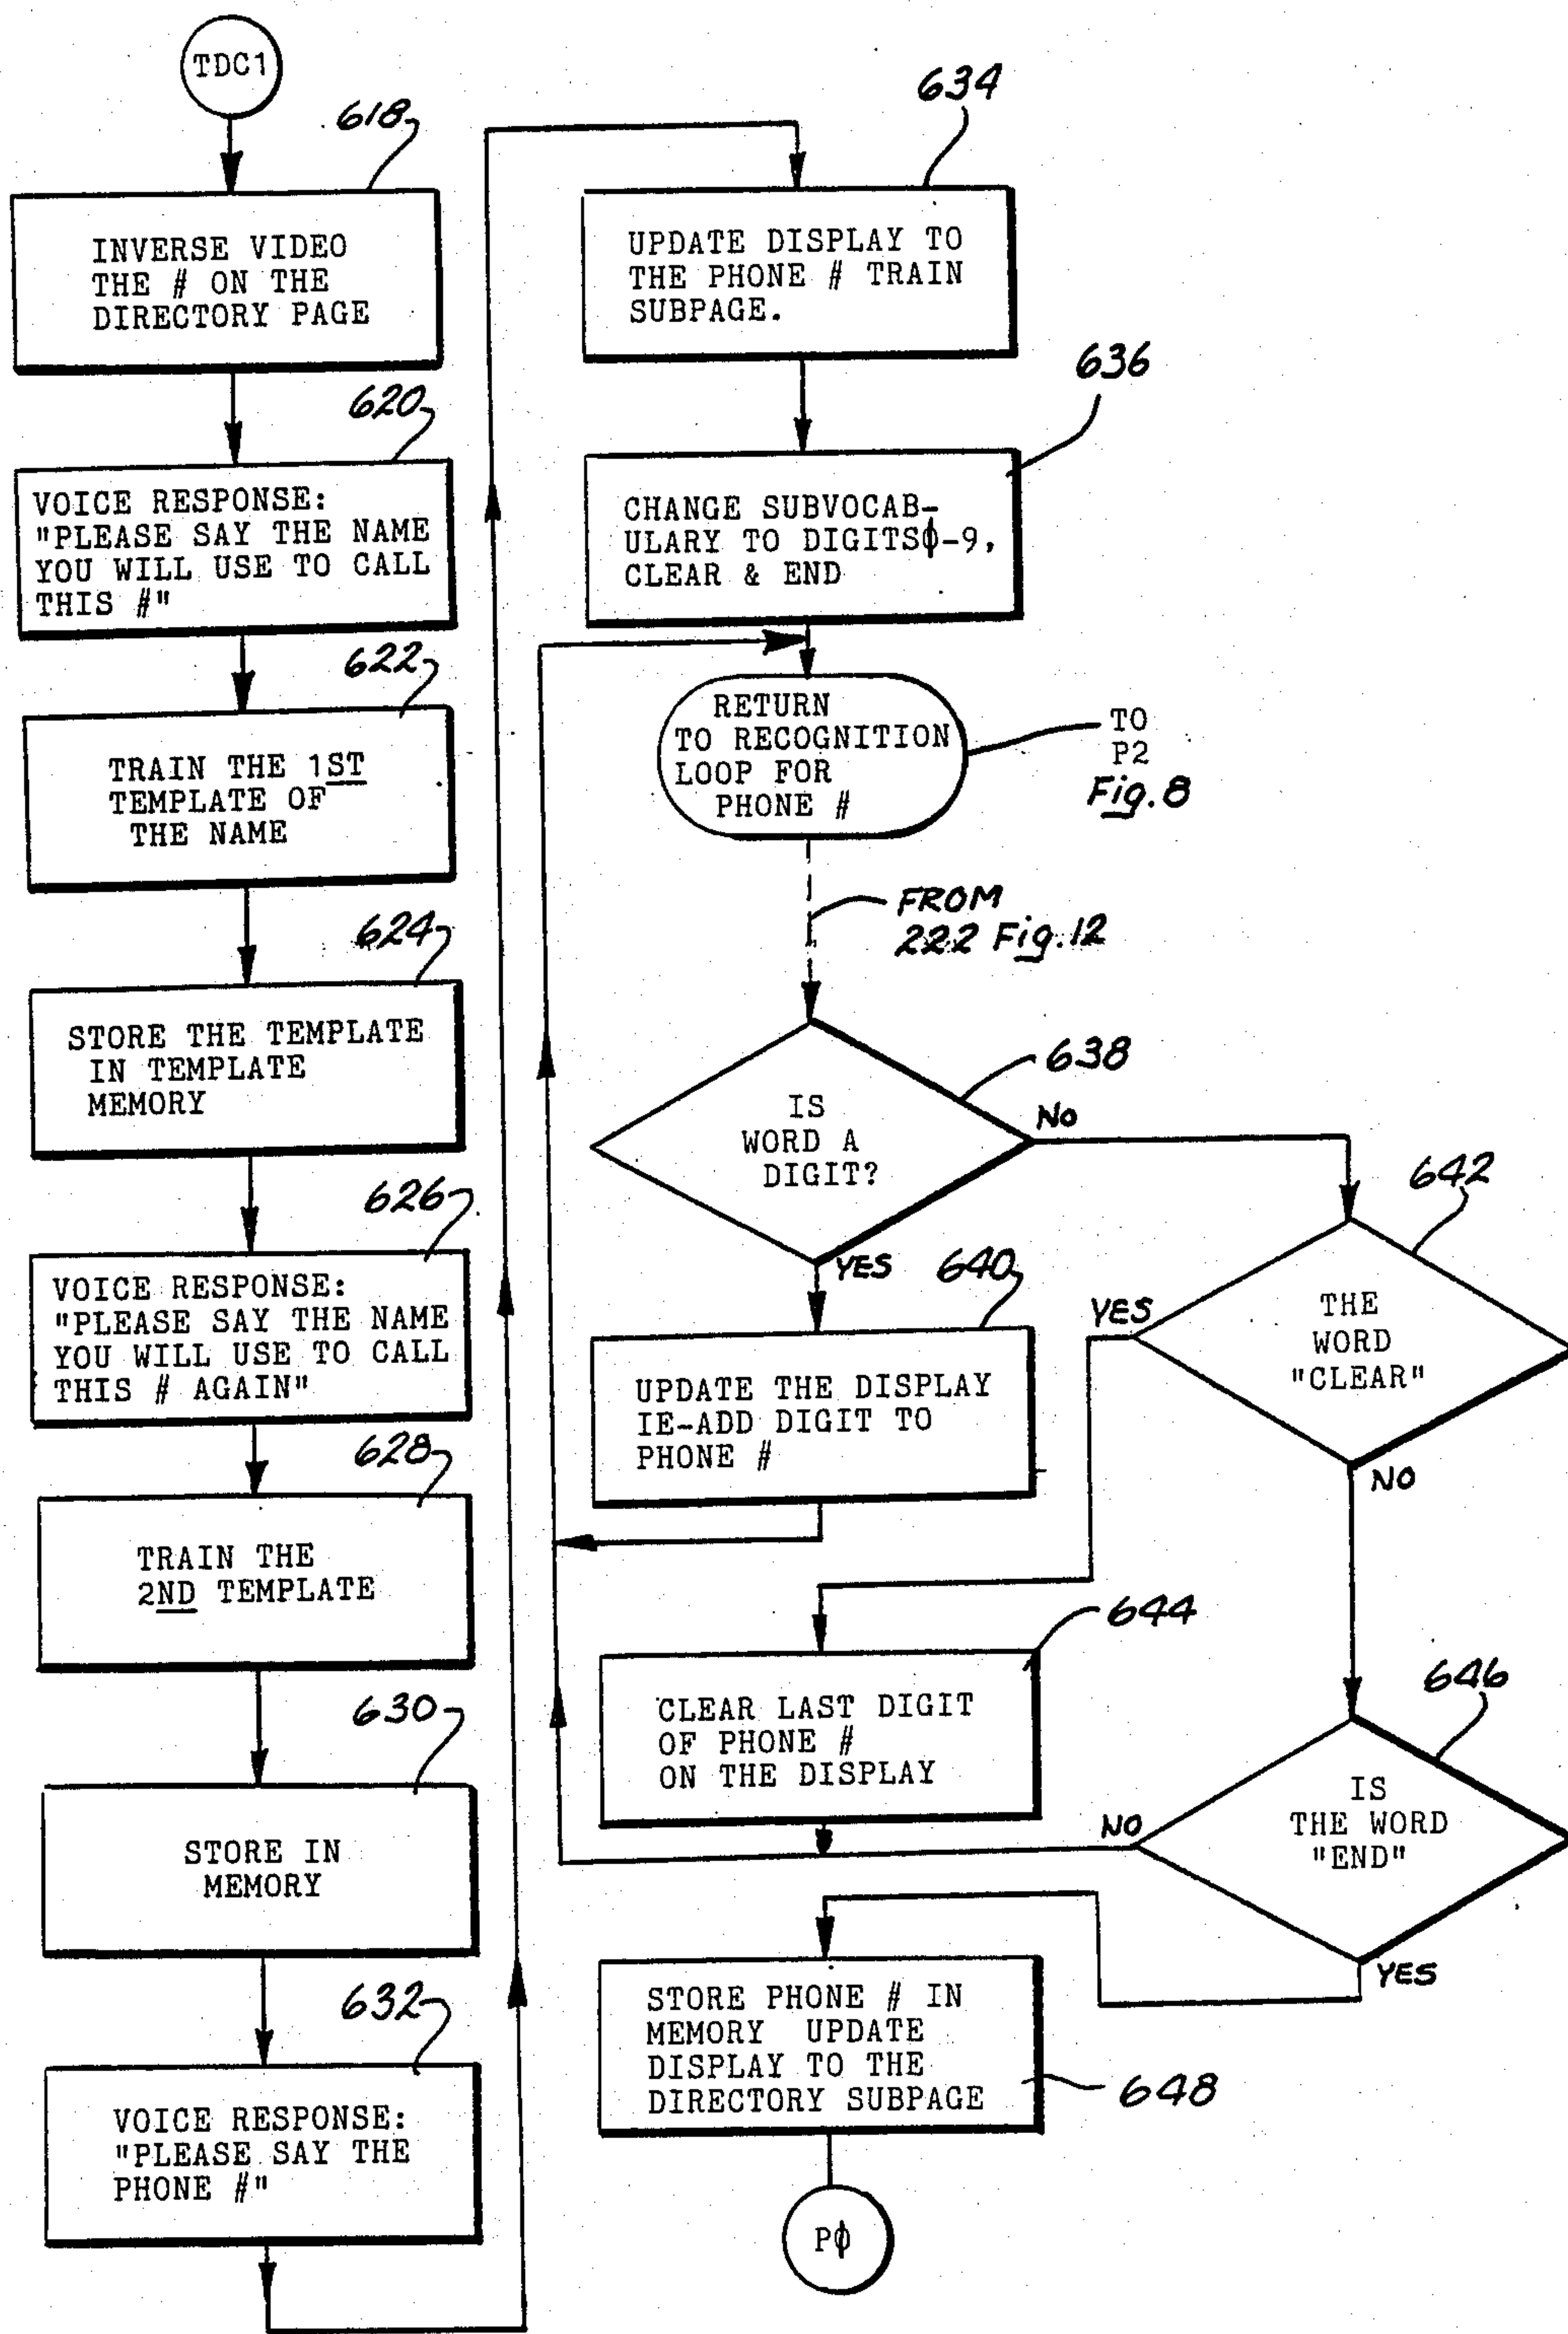 TDC1
618
INVERSE VIDEO
THE # ON THE
DIRECTORY PAGE
620
VOICE RESPONSE:
"PLEASE SAY THE NAME
YOU WILL USE TO CALL
THIS #"
622
TRAIN THE 1ST
TEMPLATE OF
THE NAME
624
STORE THE TEMPLATE
IN TEMPLATE
MEMORY
626
VOICE RESPONSE:
"PLEASE SAY THE NAME
YOU WILL USE TO CALL
THIS # AGAIN"
628
TRAIN THE
2ND TEMPLATE
630
STORE IN
MEMORY
632
VOICE RESPONSE:
"PLEASE SAY THE
PHONE #"
634
UPDATE DISPLAY TO
THE PHONE # TRAIN
SUBPAGE.
636
CHANGE SUBVOCAB-
ULARY TO DIGITSϕ-9,
CLEAR & END
RETURN
TO RECOGNITION
LOOP FOR
PHONE #
TO
P2
Fig.8
FROM
222 Fig.12
638
IS
WORD A
DIGIT?
NO
YES
640
UPDATE THE DISPLAY
IE-ADD DIGIT TO
PHONE #
642
THE
WORD
"CLEAR"
YES
NO
644
CLEAR LAST DIGIT
OF PHONE #
ON THE DISPLAY
646
IS
THE WORD
"END"
NO
YES
STORE PHONE # IN
MEMORY UPDATE
DISPLAY TO THE
DIRECTORY SUBPAGE
648
Pϕ